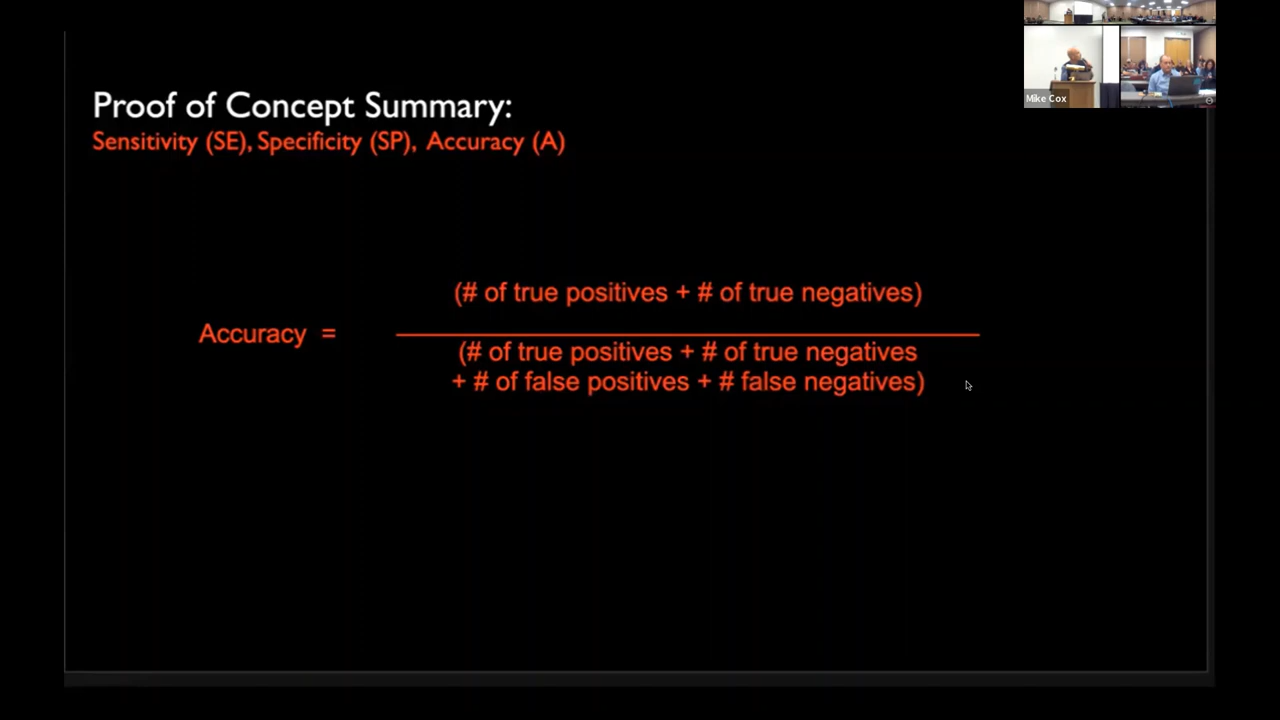 Proof of Concept Summary:
Sensitivity (SE), Specificity (SP), Accuracy (A)
(# of true positives + # of true negatives)
Accuracy =
(# of true positives + # of true negatives
+ # of false positives + # false negatives)
Mike Cox